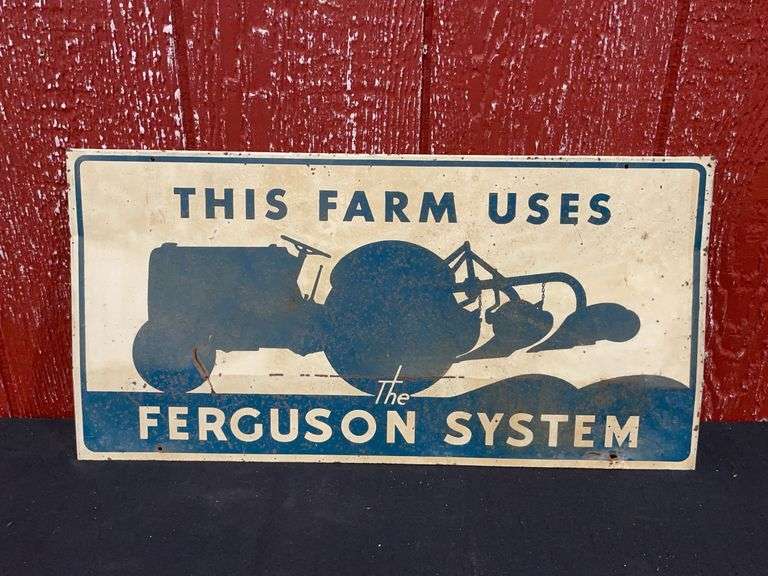 THIS FARM USES
The
FERGUSON SYSTEM